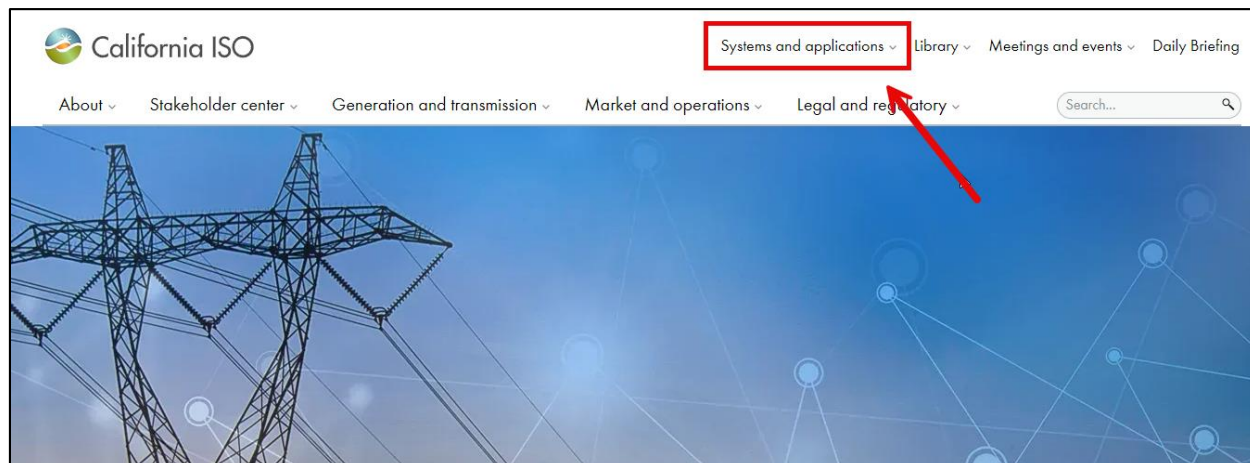 California ISO
Systems and applications Library Meetings and events Daily Briefing
About Stakeholder center Generation and transmission Market and operations Legal and regulatory Search...